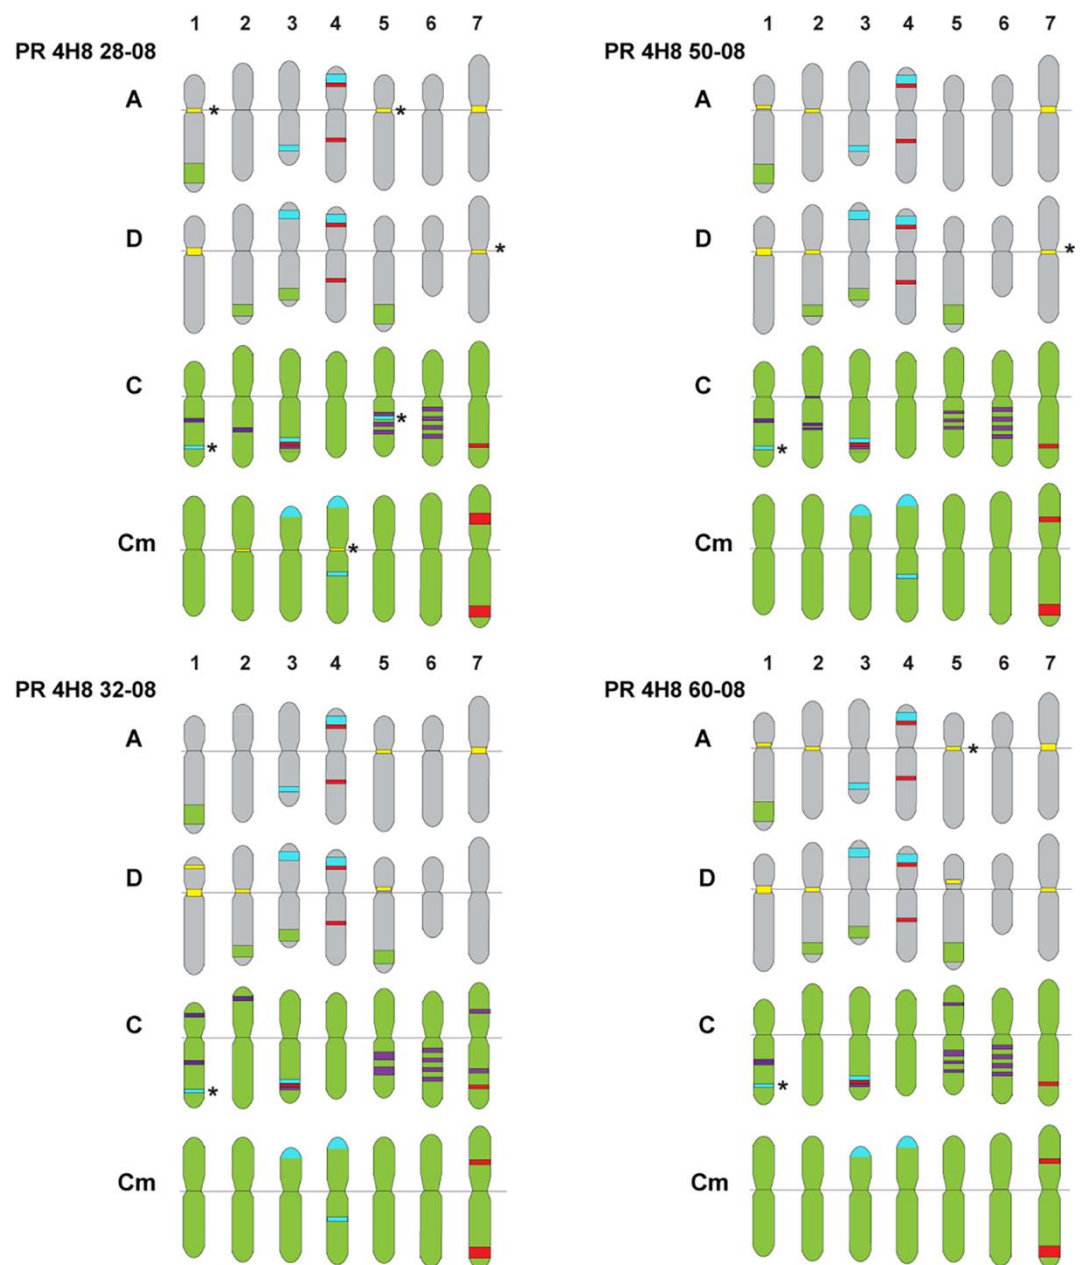 1 2 3 4 5 6 7
PR 4H8 28-08
A * *
D *
C * *
Cm *
1 2 3 4 5 6 7
PR 4H8 50-08
A
D *
C *
Cm
1 2 3 4 5 6 7
PR 4H8 32-08
A
D
C *
Cm
1 2 3 4 5 6 7
PR 4H8 60-08
A *
D
C *
Cm